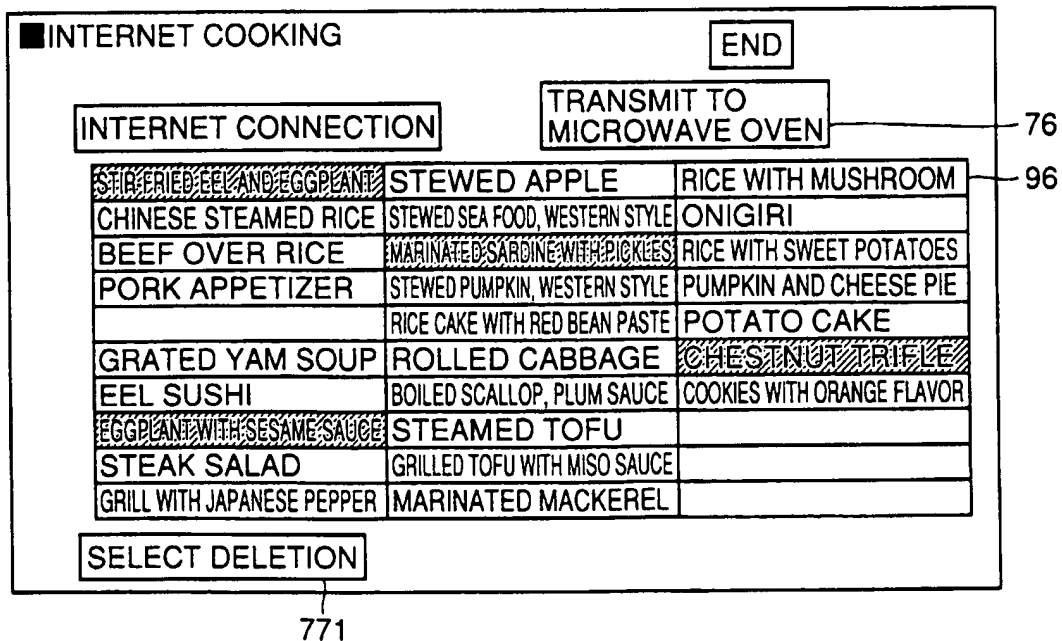 ■INTERNET COOKING
END
INTERNET CONNECTION
TRANSMIT TO
MICROWAVE OVEN
76
STIR-FRIED EEL AND EGGPLANT STEWED APPLE RICE WITH MUSHROOM
96
CHINESE STEAMED RICE STEWED SEA FOOD, WESTERN STYLE ONIGIRI
BEEF OVER RICE MARINATED SARDINE WITH PICKLES RICE WITH SWEET POTATOES
PORK APPETIZER STEWED PUMPKIN, WESTERN STYLE PUMPKIN AND CHEESE PIE
RICE CAKE WITH RED BEAN PASTE POTATO CAKE
GRATED YAM SOUP ROLLED CABBAGE CHESTNUT TRIFLE
EEL SUSHI BOILED SCALLOP, PLUM SAUCE COOKIES WITH ORANGE FLAVOR
EGGPLANT WITH SESAME SAUCE STEAMED TOFU
STEAK SALAD GRILLED TOFU WITH MISO SAUCE
GRILL WITH JAPANESE PEPPER MARINATED MACKEREL
SELECT DELETION
771